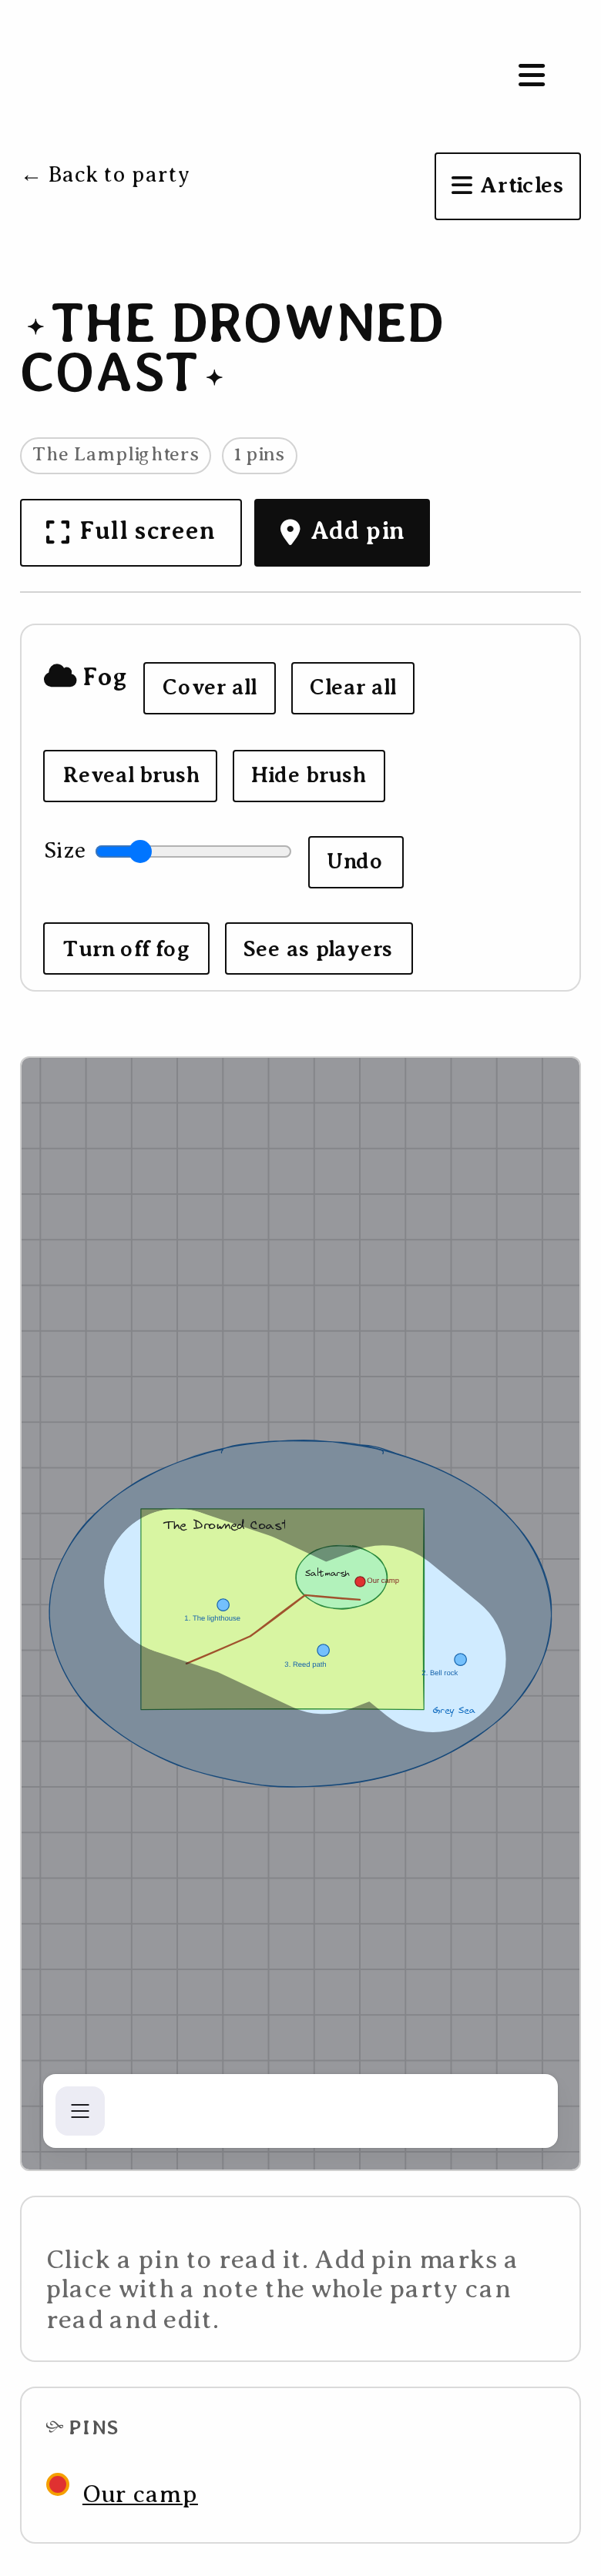 ← Back to party
Articles
THE DROWNED
COAST
The Lamplighters
1 pins
Full screen
Add pin
Fog
Cover all
Clear all
Reveal brush
Hide brush
Size
Undo
Turn off fog
See as players
The Drowned Coast
Saltmarsh
Our camp
1. The lighthouse
3. Reed path
2. Bell rock
Grey Sea
Click a pin to read it. Add pin marks a
place with a note the whole party can
read and edit.
PINS
Our camp